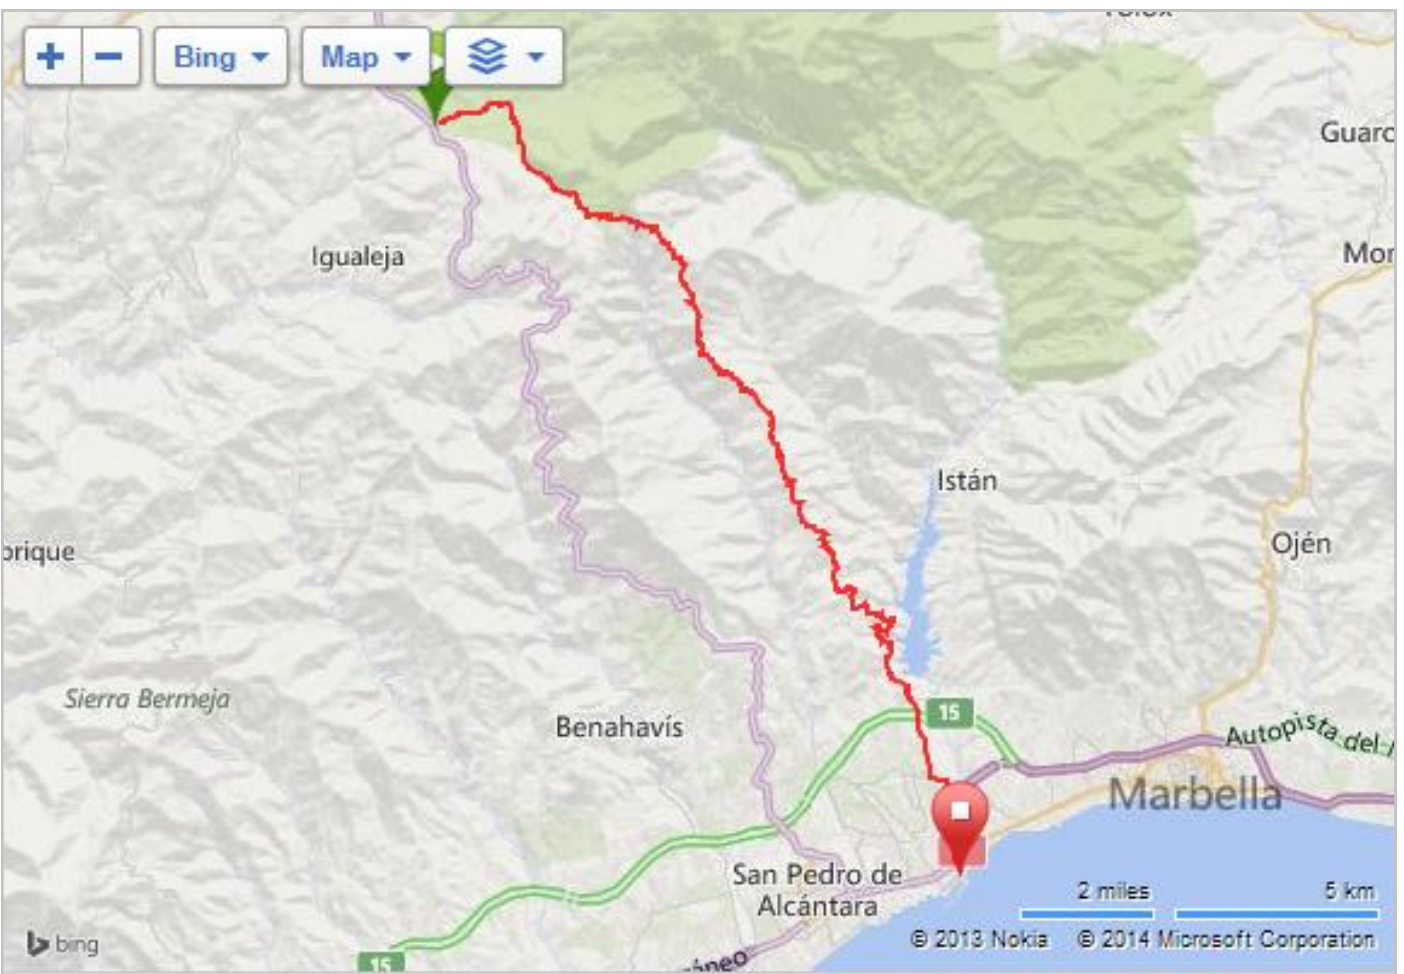 Bing
Map
Igualeja
Istán
Ojén
Sierra Bermeja
Benahavís
15
Autopista del
Marbella
San Pedro de
Alcántara
2 miles
5 km
© 2013 Nokia
© 2014 Microsoft Corporation
bing
15